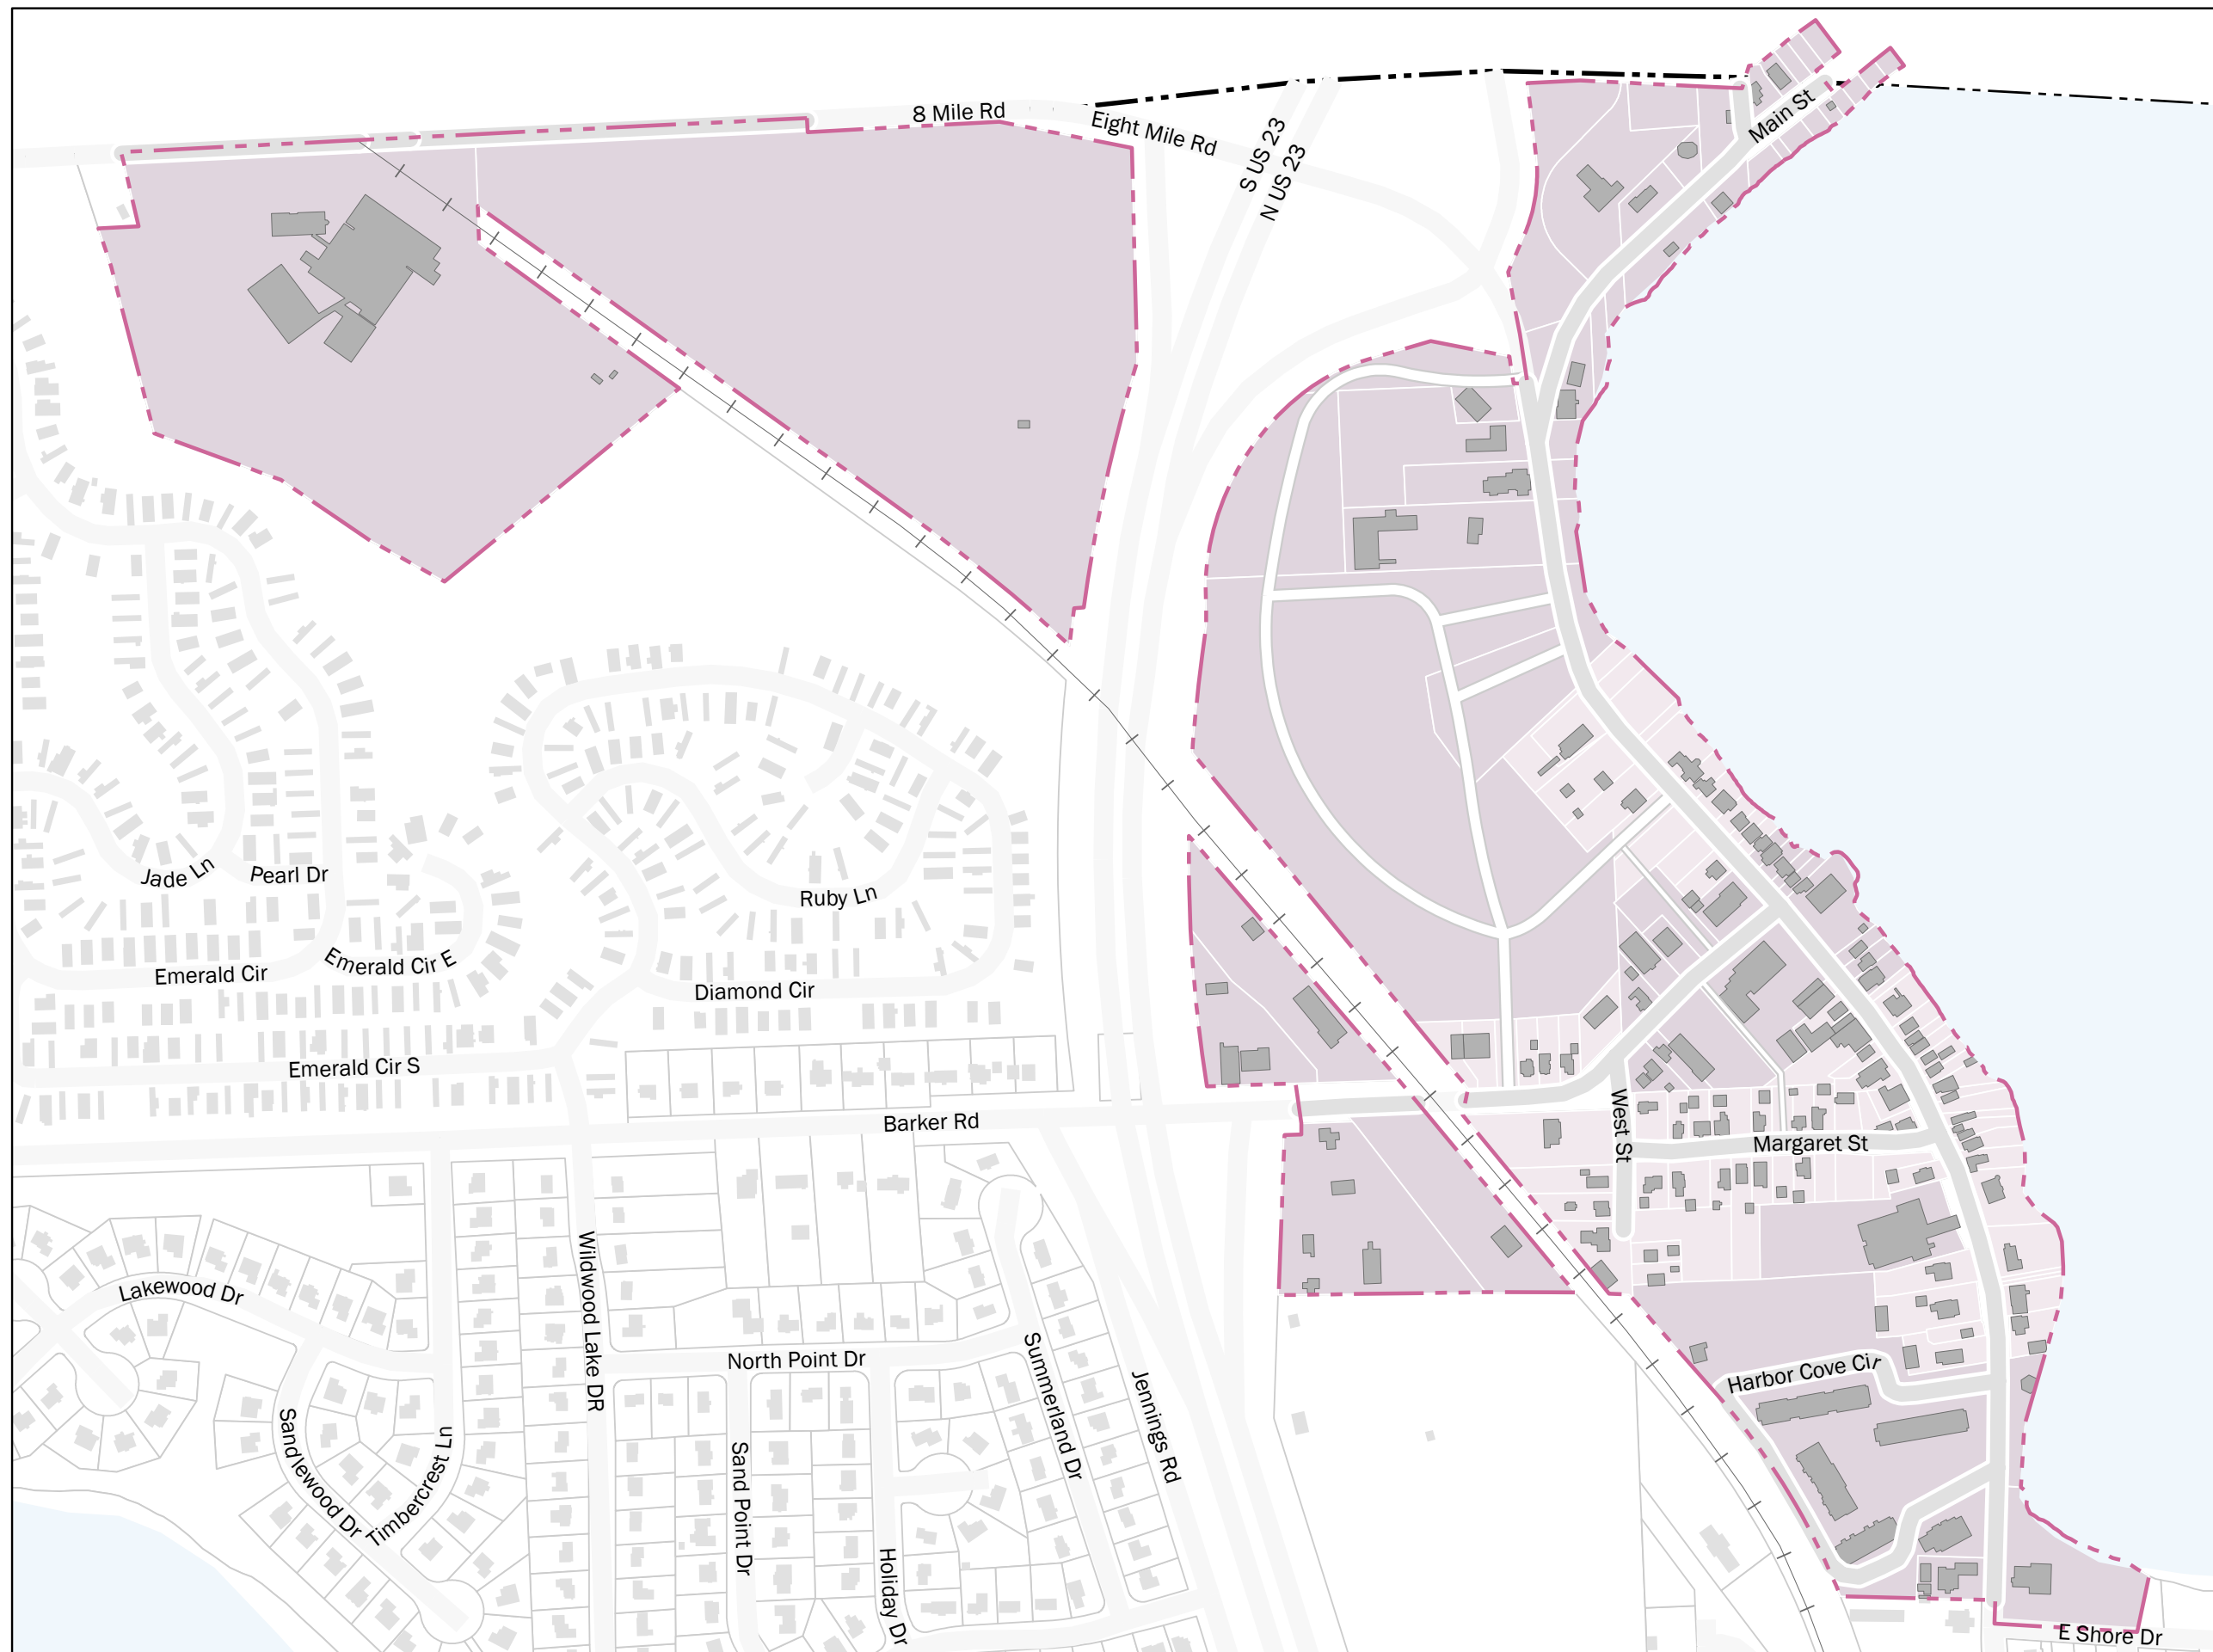 8 Mile Rd
Eight Mile Rd
S US 23
N US 23
Main St
Jade Ln
Pearl Dr
Ruby Ln
Emerald Cir
Emerald Cir E
Diamond Cir
Emerald Cir S
Barker Rd
West St
Margaret St
Lakewood Dr
Wildwood Lake DR
North Point Dr
Summerland Dr
Jennings Rd
Harbor Cove Cir
Sandlewood Dr
Timbercrest Ln
Sand Point Dr
Holiday Dr
E Shore Dr